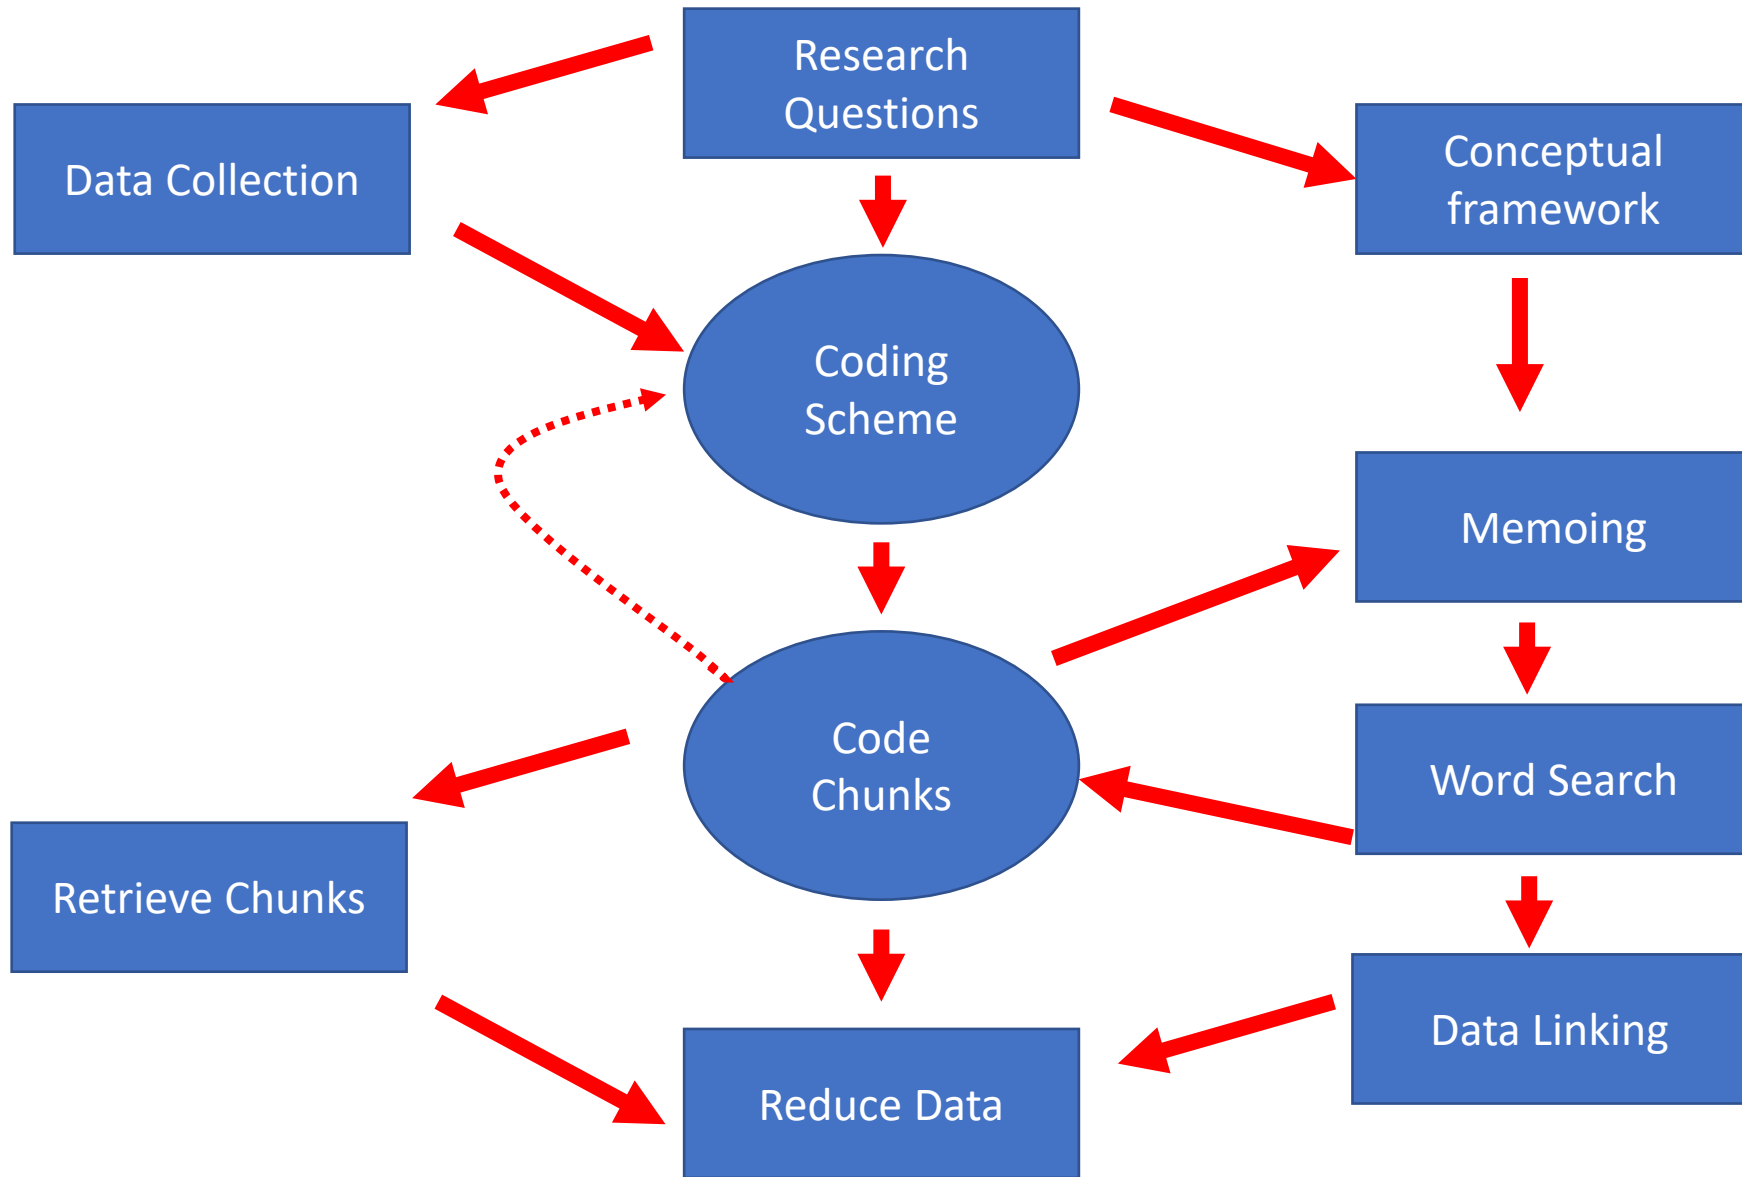 Research
Questions
Data Collection
Conceptual
framework
Coding
Scheme
Memoing
Code
Chunks
Word Search
Retrieve Chunks
Data Linking
Reduce Data